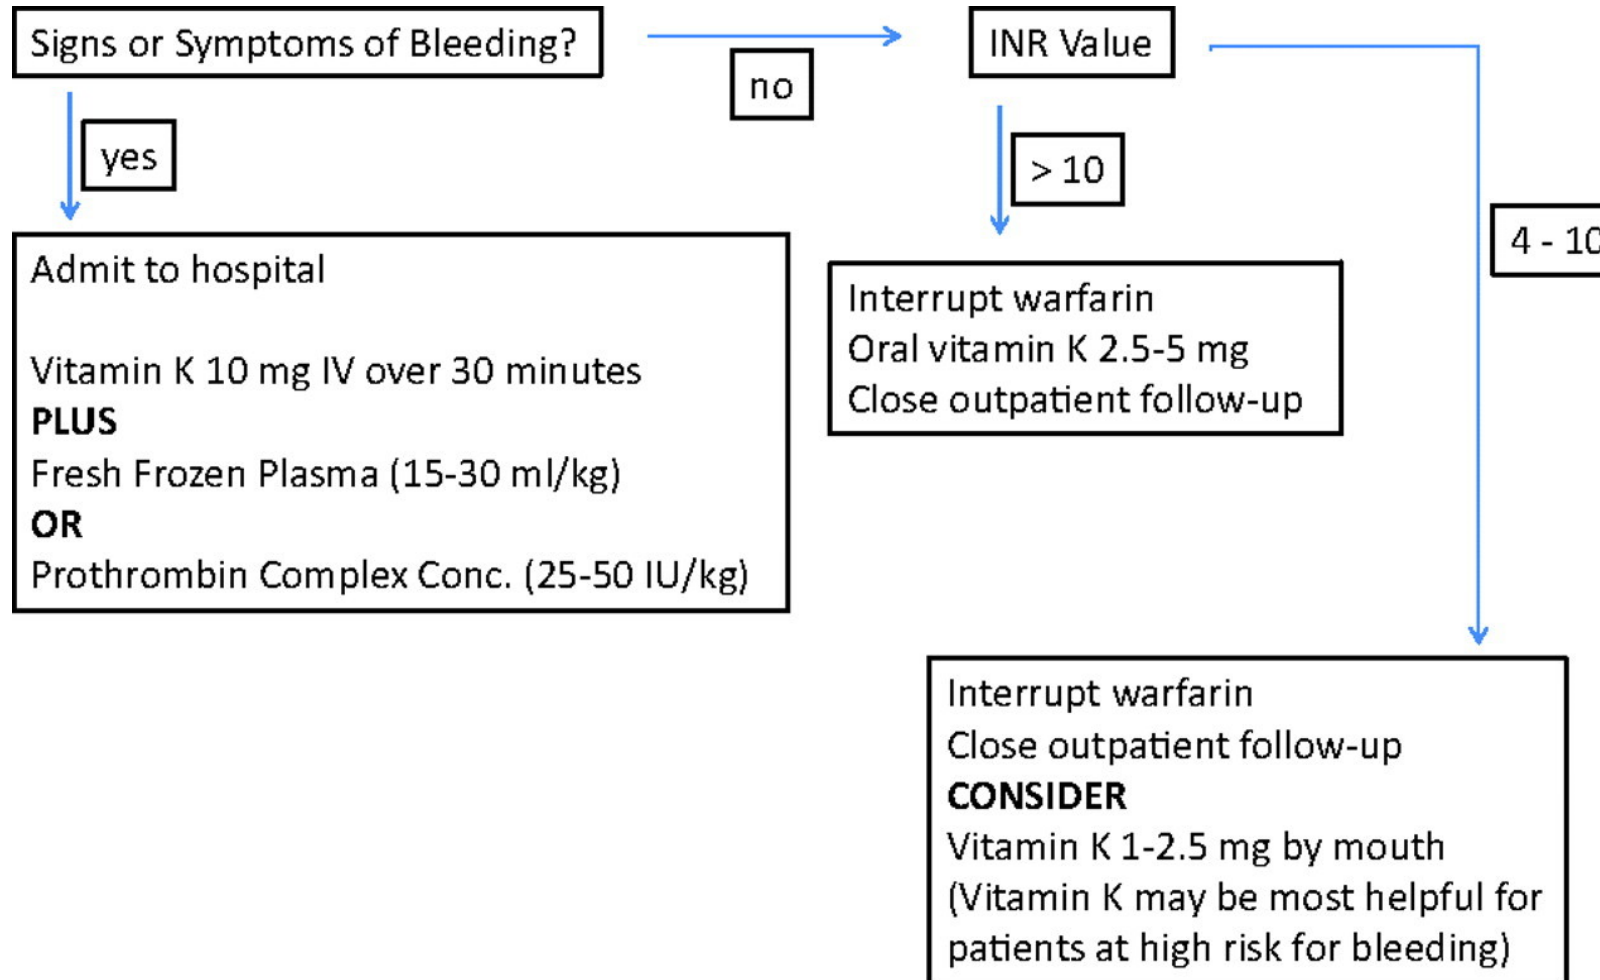 Signs or Symptoms of Bleeding?
no
INR Value
yes
> 10
4 - 10
Admit to hospital
Vitamin K 10 mg IV over 30 minutes
PLUS
Fresh Frozen Plasma (15-30 ml/kg)
OR
Prothrombin Complex Conc. (25-50 IU/kg)
Interrupt warfarin
Oral vitamin K 2.5-5 mg
Close outpatient follow-up
Interrupt warfarin
Close outpatient follow-up
CONSIDER
Vitamin K 1-2.5 mg by mouth
(Vitamin K may be most helpful for
patients at high risk for bleeding)